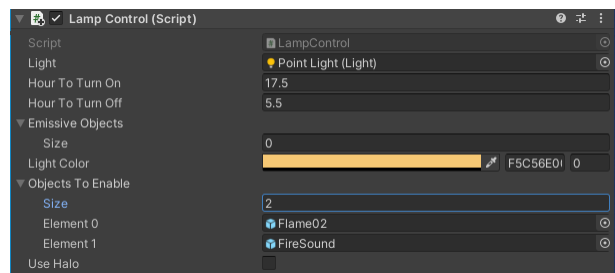 Lamp Control (Script)
Script LampControl
Light Point Light (Light)
Hour To Turn On 17.5
Hour To Turn Off 5.5
Emissive Objects
Size 0
Light Color F5C56E0 0
Objects To Enable
Size 2
Element 0 Flame02
Element 1 FireSound
Use Halo